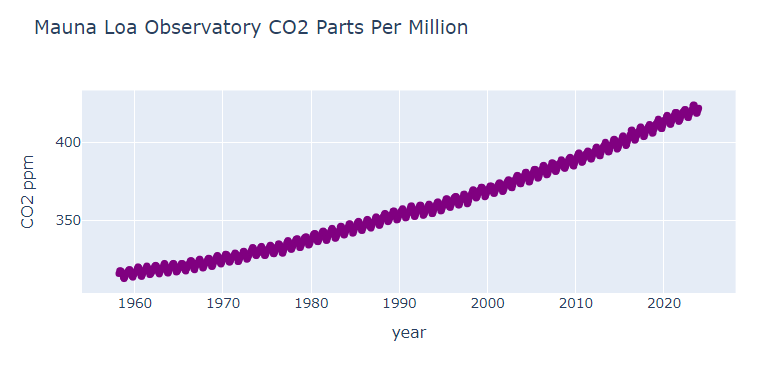 Mauna Loa Observatory CO2 Parts Per Million
400
350
CO2 ppm
1960 1970 1980 1990 2000 2010 2020
year